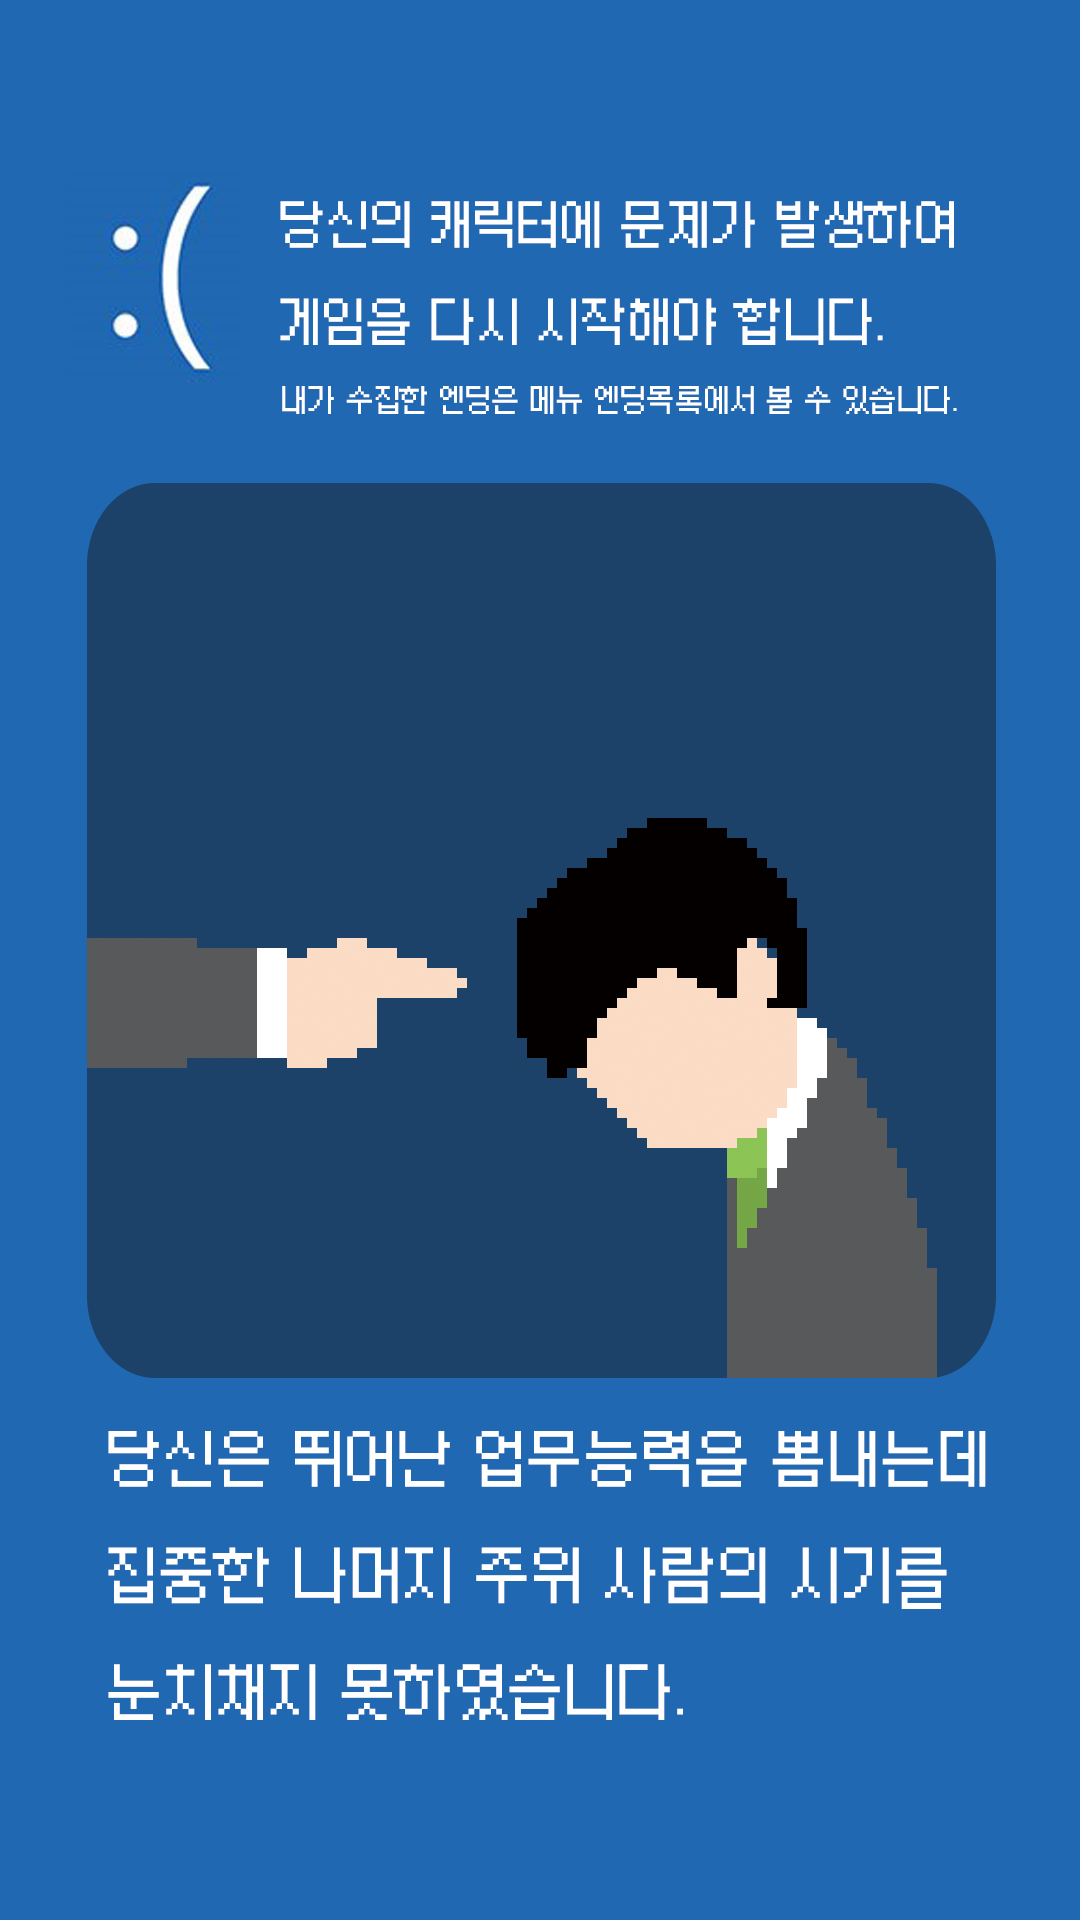 :(
당신의 캐릭터에 문제가 발생하여
게임을 다시 시작해야 합니다.
내가 수집한 엔딩은 메뉴 엔딩목록에서 볼 수 있습니다.
당신은 뛰어난 업무능력을 뽐내는데
집중한 나머지 주위 사람의 시기를
눈치채지 못하였습니다.